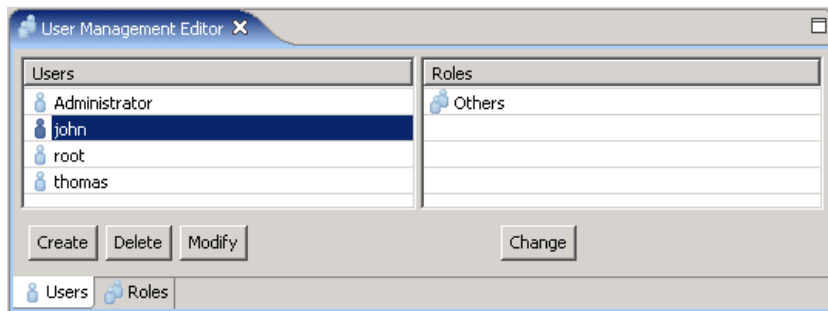 User Management Editor
Users
Roles
Administrator
Others
john
root
thomas
Create Delete Modify Change
Users Roles